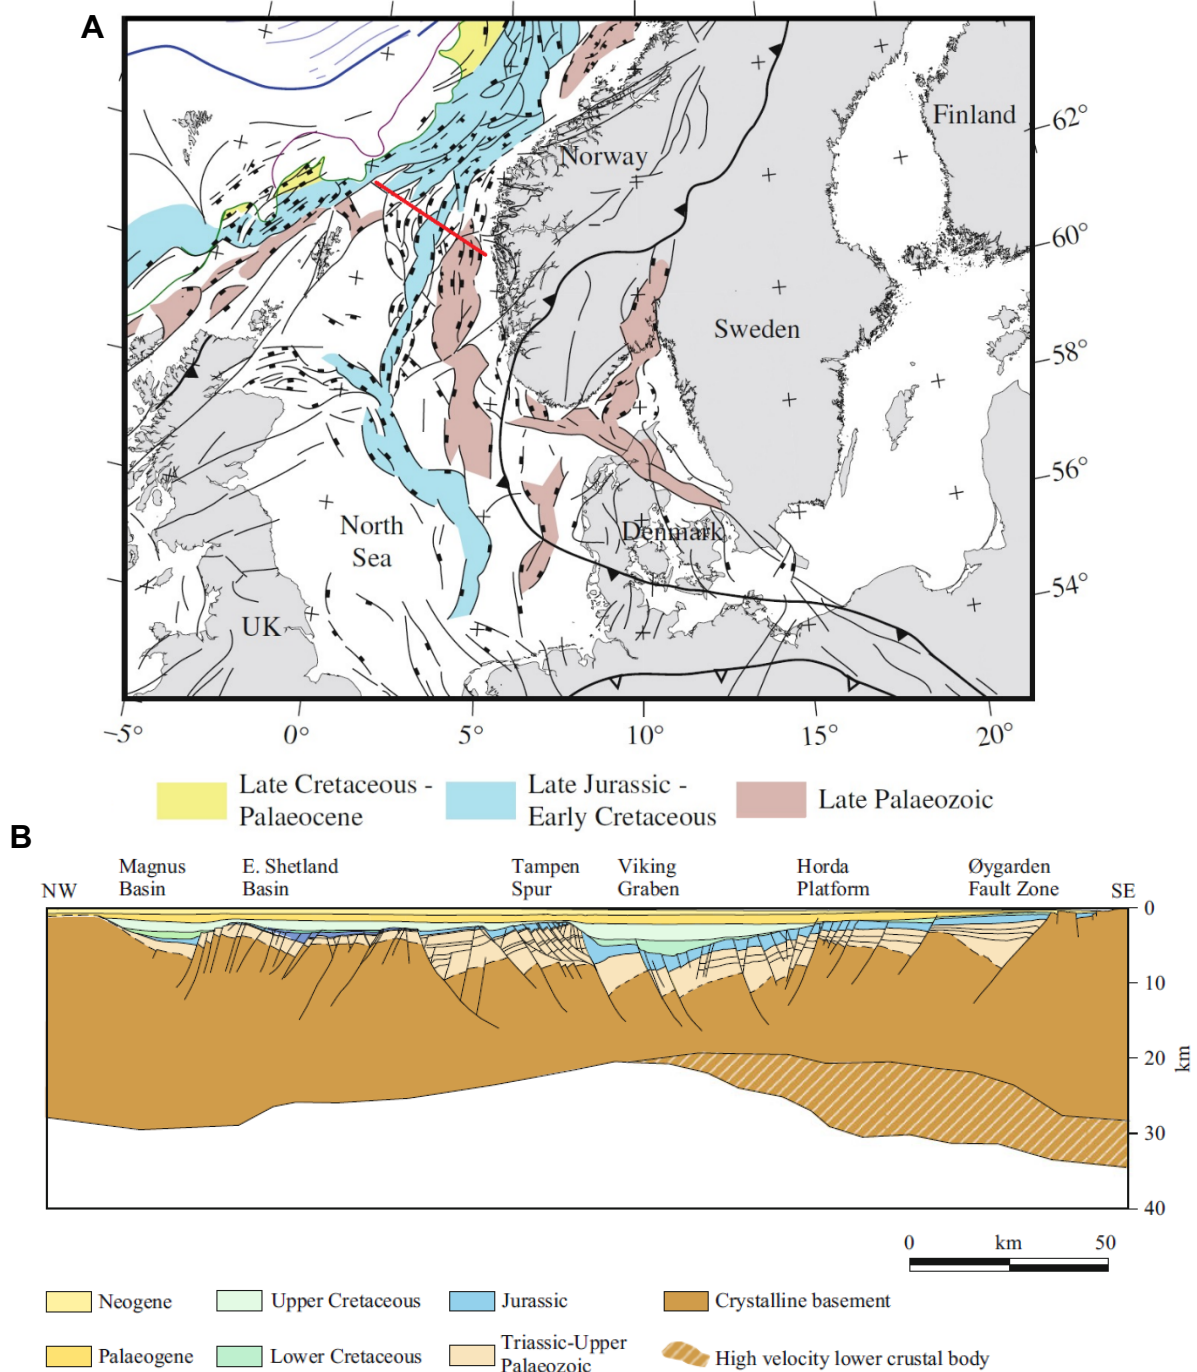 A
Finland
62°
Norway
60°
Sweden
58°
56°
North
Sea
Denmark
54°
UK
-5°
0°
5°
10°
15°
20°
Late Cretaceous -
Palaeocene
Late Jurassic -
Early Cretaceous
Late Palaeozoic
B
NW
Magnus
Basin
E. Shetland
Basin
Tampen
Spur
Viking
Graben
Horda
Platform
Øygarden
Fault Zone
SE
0
10
20
30
40
km
0 km 50
Neogene
Upper Cretaceous
Jurassic
Crystalline basement
Palaeogene
Lower Cretaceous
Triassic-Upper
Palaeozoic
High velocity lower crustal body